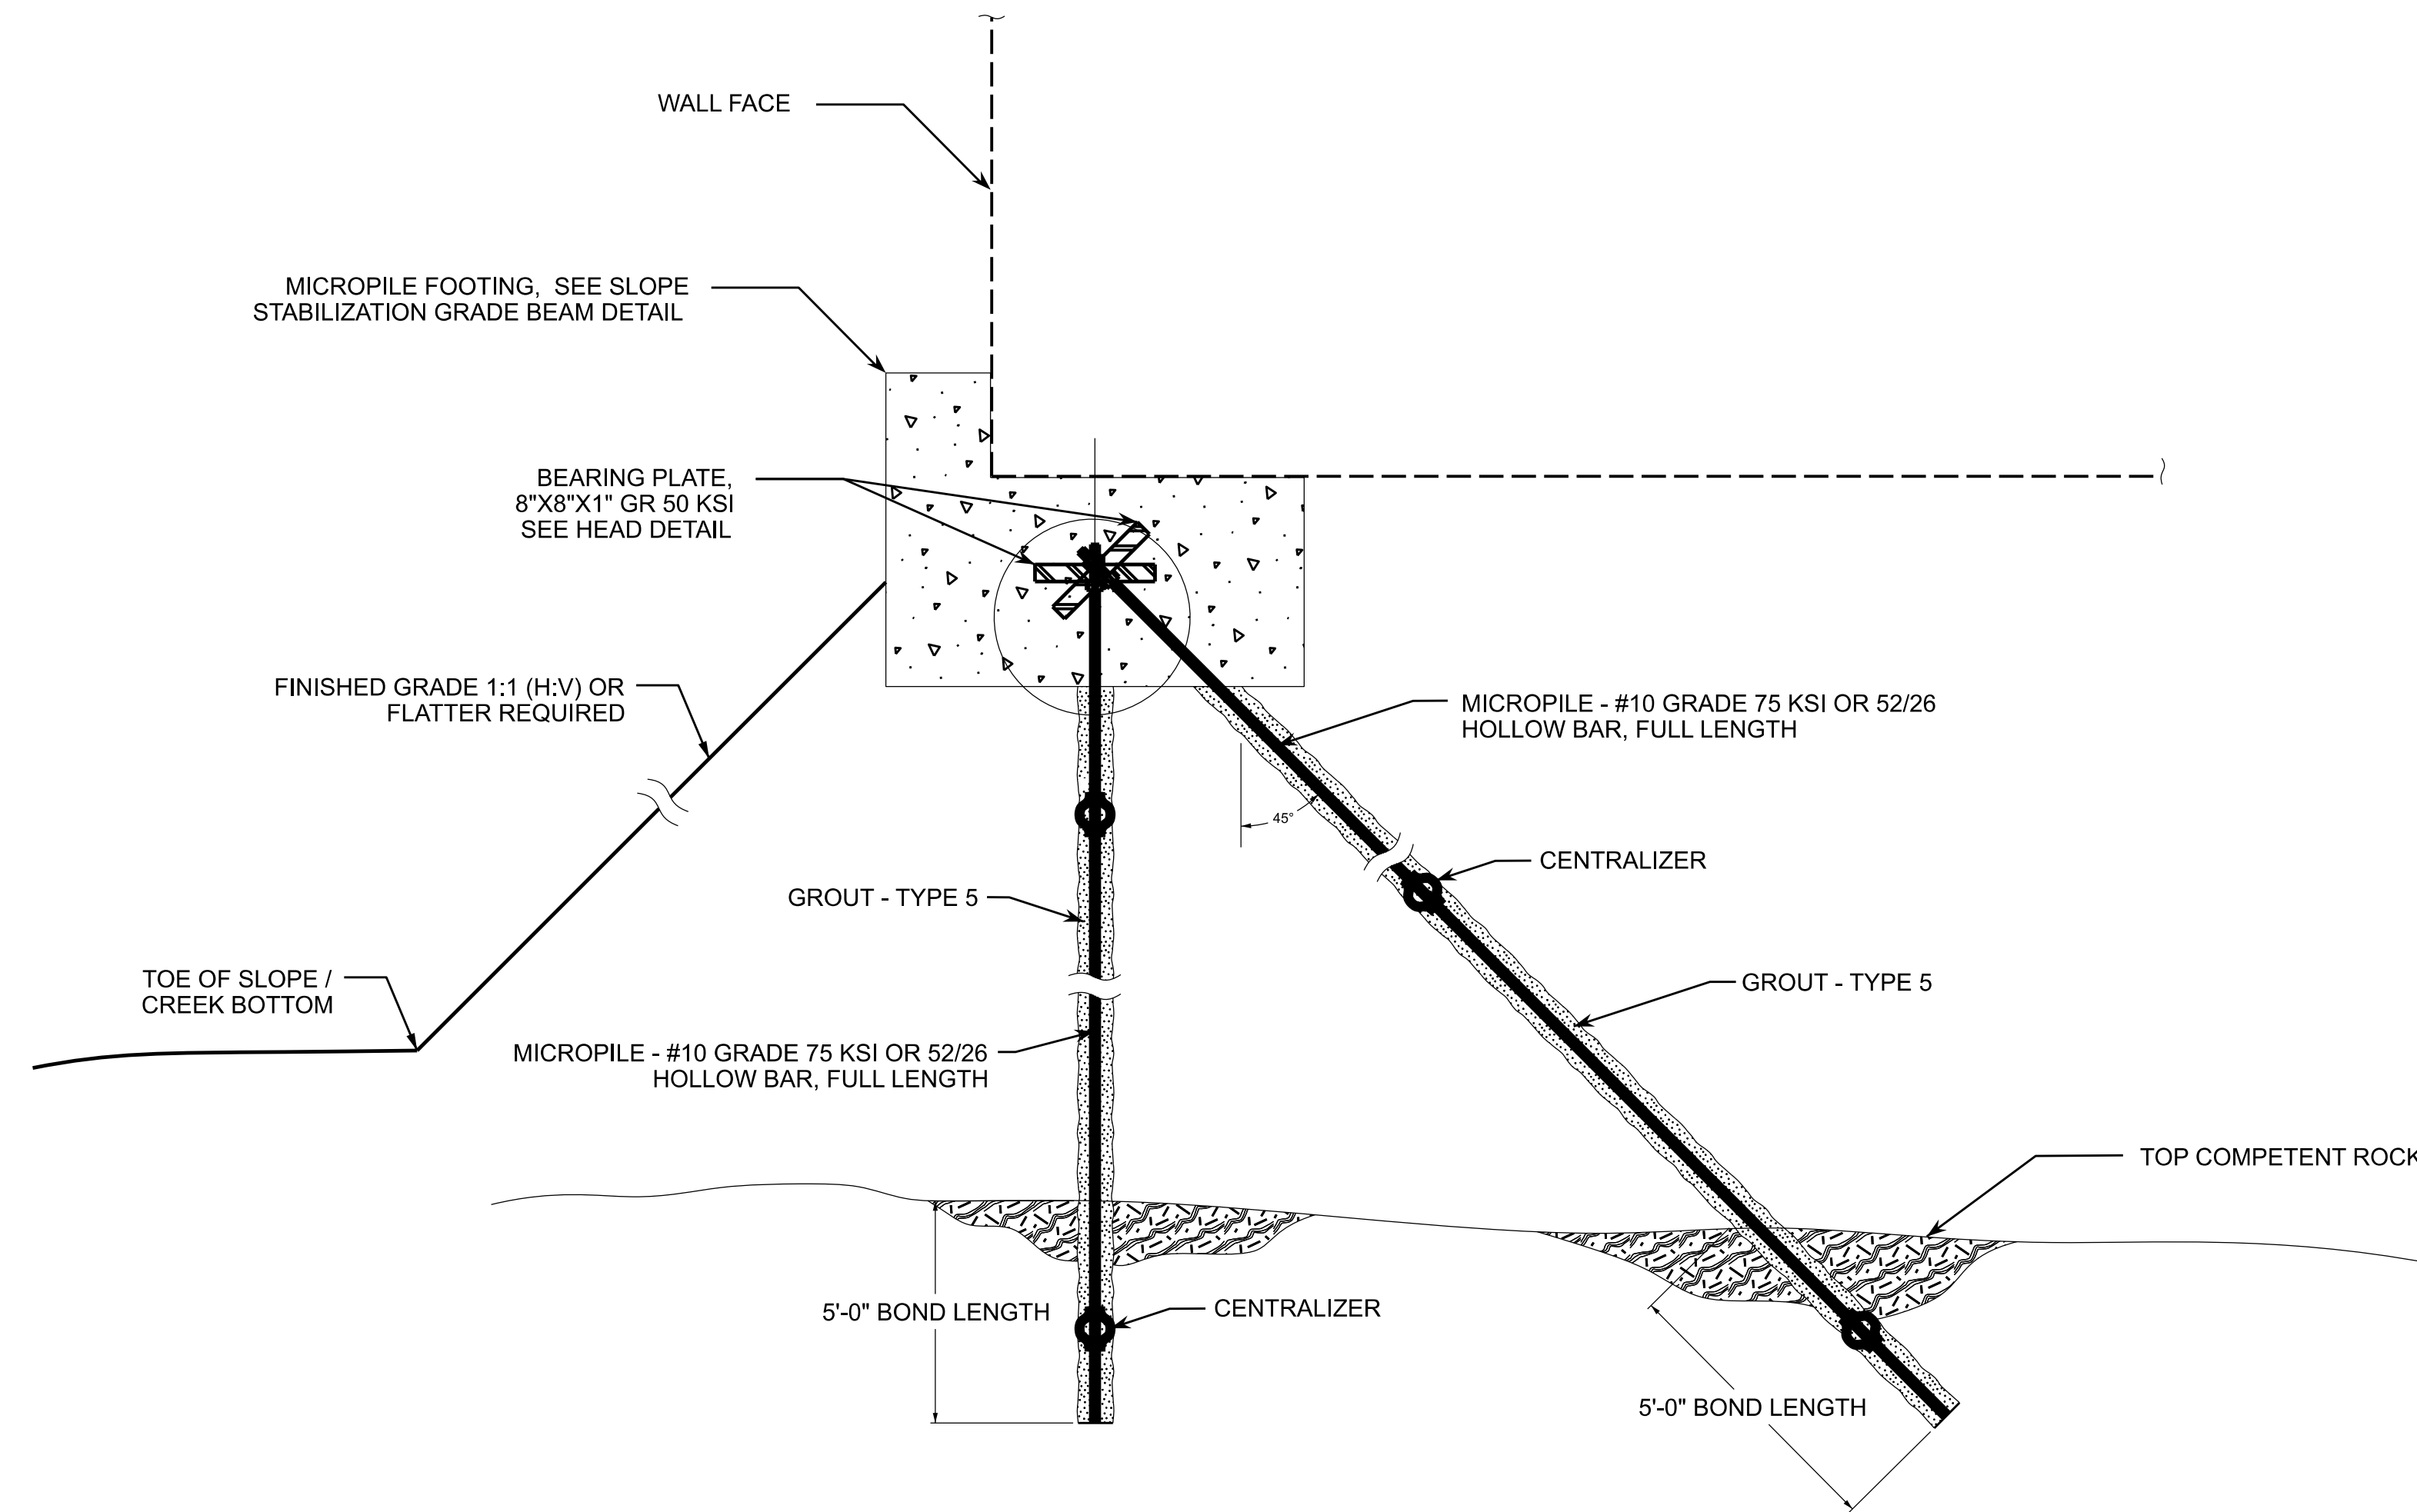 WALL FACE
MICROPILE FOOTING, SEE SLOPE
STABILIZATION GRADE BEAM DETAIL
BEARING PLATE,
8"X8"X1" GR 50 KSI
SEE HEAD DETAIL
FINISHED GRADE 1:1 (H:V) OR
FLATTER REQUIRED
MICROPILE - #10 GRADE 75 KSI OR 52/26
HOLLOW BAR, FULL LENGTH
45°
CENTRALIZER
GROUT - TYPE 5
TOE OF SLOPE /
CREEK BOTTOM
GROUT - TYPE 5
MICROPILE - #10 GRADE 75 KSI OR 52/26
HOLLOW BAR, FULL LENGTH
TOP COMPETENT ROCK
5'-0" BOND LENGTH
CENTRALIZER
5'-0" BOND LENGTH